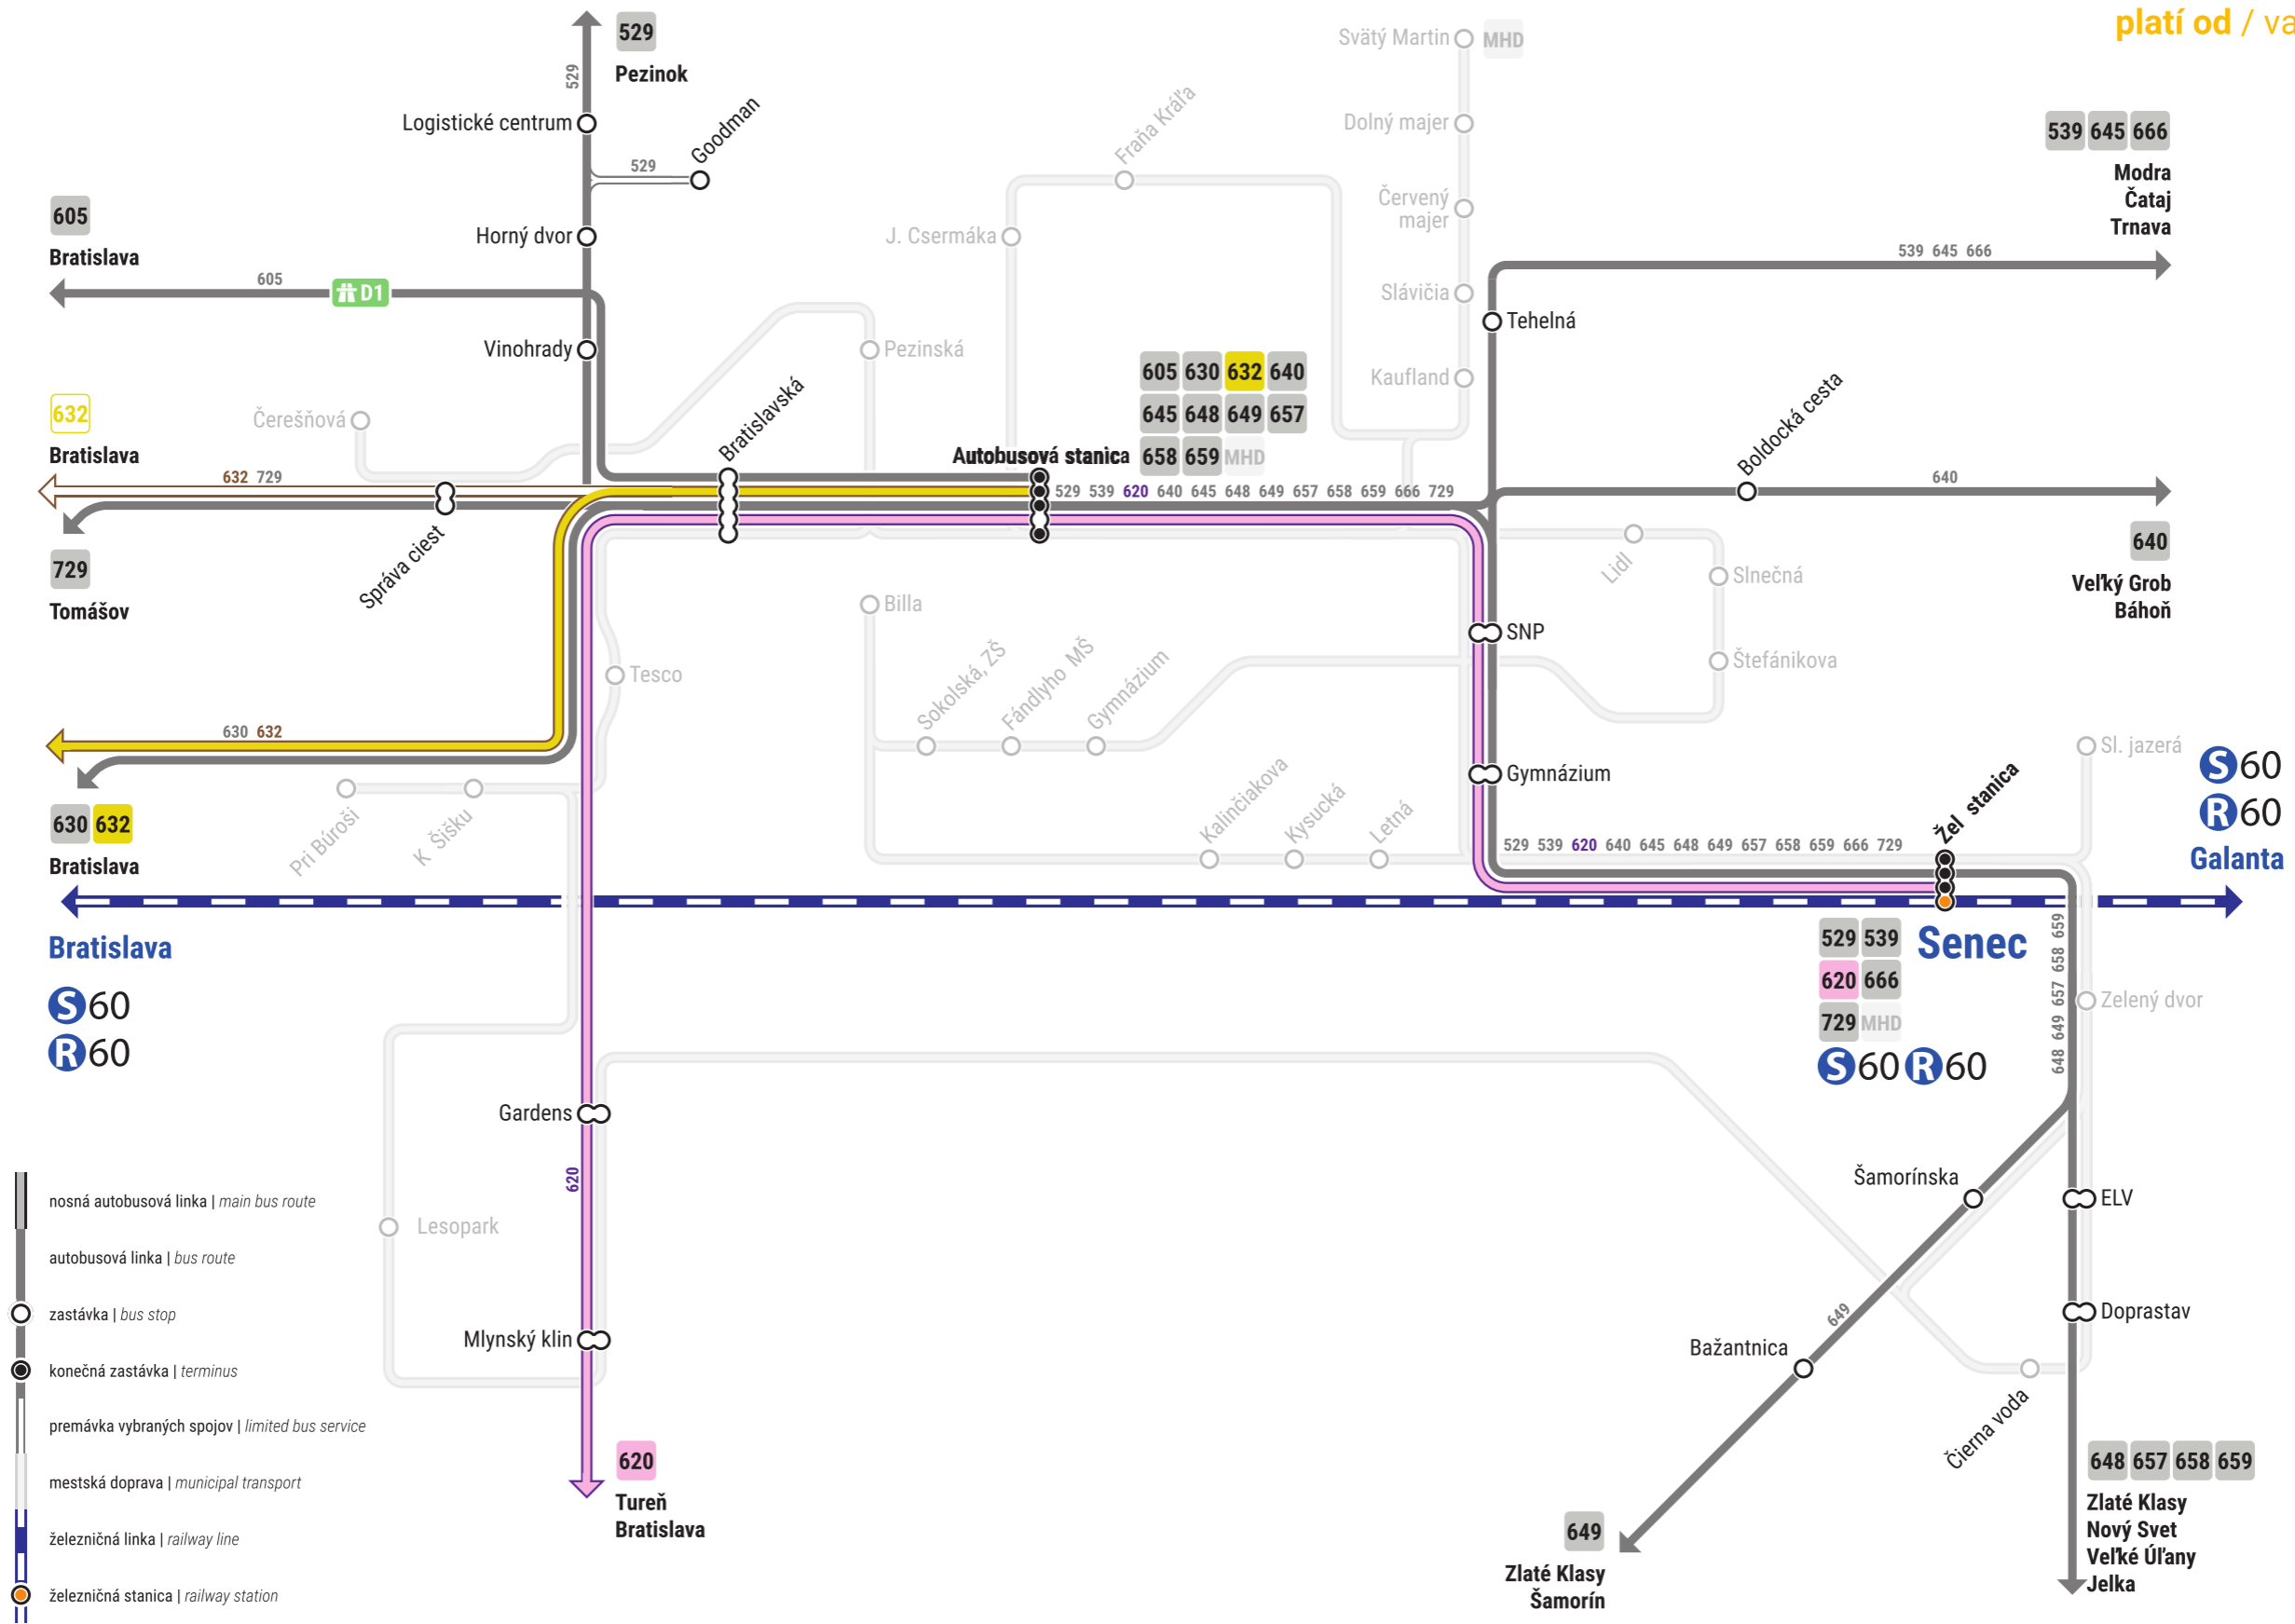 platí od / va
529
Pezinok
529
Logistické centrum
529
Goodman
Horný dvor
Vinohrady
605
Bratislava
605
D1
632
Bratislava
632 729
729
Tomášov
Správa ciest
Čerešňová
Pezinská
Bratislavská
J. Csermáka
Fraňa Kráľa
Svätý Martin
MHD
Dolný majer
Červený
majer
Slávičia
Kaufland
539 645 666
Modra
Čataj
Trnava
539 645 666
Tehelná
605 630 632 640
645 648 649 657
658 659 MHD
Autobusová stanica
529 539 620 640 645 648 649 657 658 659 666 729
Boldocká cesta
640
640
Veľký Grob
Báhoň
Lidl
Slnečná
Štefánikova
SNP
Gymnázium
Billa
Tesco
Sokolská, ZŠ
Fándlyho MŠ
Gymnázium
Kalinčiakova
Kysucká
Letná
630 632
630 632
Bratislava
Pri Búroši
K Šišku
529 539 620 640 645 648 649 657 658 659 666 729
Žel stanica
Sl. jazerá
S 60
R 60
Galanta
Bratislava
S 60
R 60
529 539
620 666
729 MHD
S 60 R 60
Senec
648 649 657 658 659
Zelený dvor
Gardens
620
Lesopark
Mlynský klin
620
Tureň
Bratislava
Šamorínska
ELV
Doprastav
649
Bažantnica
Čierna voda
649
Zlaté Klasy
Šamorín
648 657 658 659
Zlaté Klasy
Nový Svet
Veľké Úľany
Jelka
nosná autobusová linka | main bus route
autobusová linka | bus route
zastávka | bus stop
konečná zastávka | terminus
premávka vybraných spojov | limited bus service
mestská doprava | municipal transport
železničná linka | railway line
železničná stanica | railway station